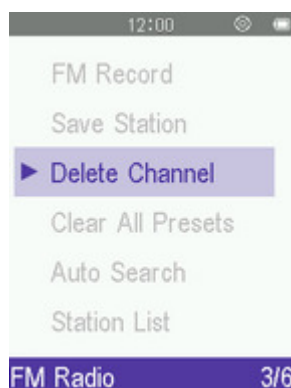 12:00
FM Record
Save Station
Delete Channel
Clear All Presets
Auto Search
Station List
FM Radio 3/6